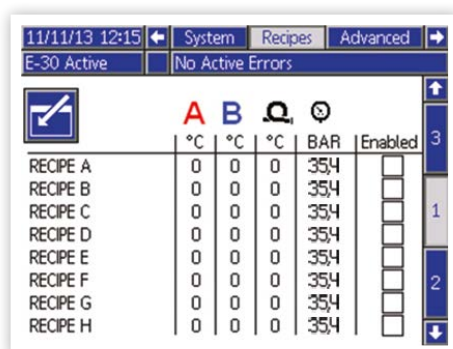 11/11/13 12:15 System Recipes Advanced
E-30 Active No Active Errors
A B
°C °C °C BAR Enabled 3
RECIPE A 0 0 0 35,4
RECIPE B 0 0 0 35,4
RECIPE C 0 0 0 35,4 1
RECIPE D 0 0 0 35,4
RECIPE E 0 0 0 35,4
RECIPE F 0 0 0 35,4 2
RECIPE G 0 0 0 35,4
RECIPE H 0 0 0 35,4